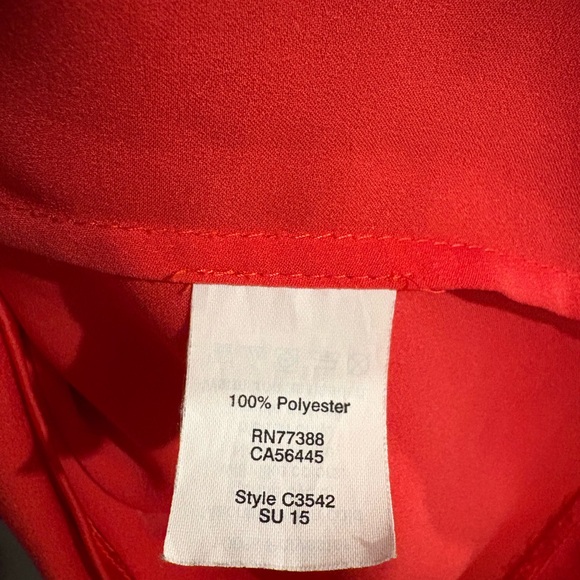 100% Polyester
RN77388
CA56445
Style C3542
SU 15